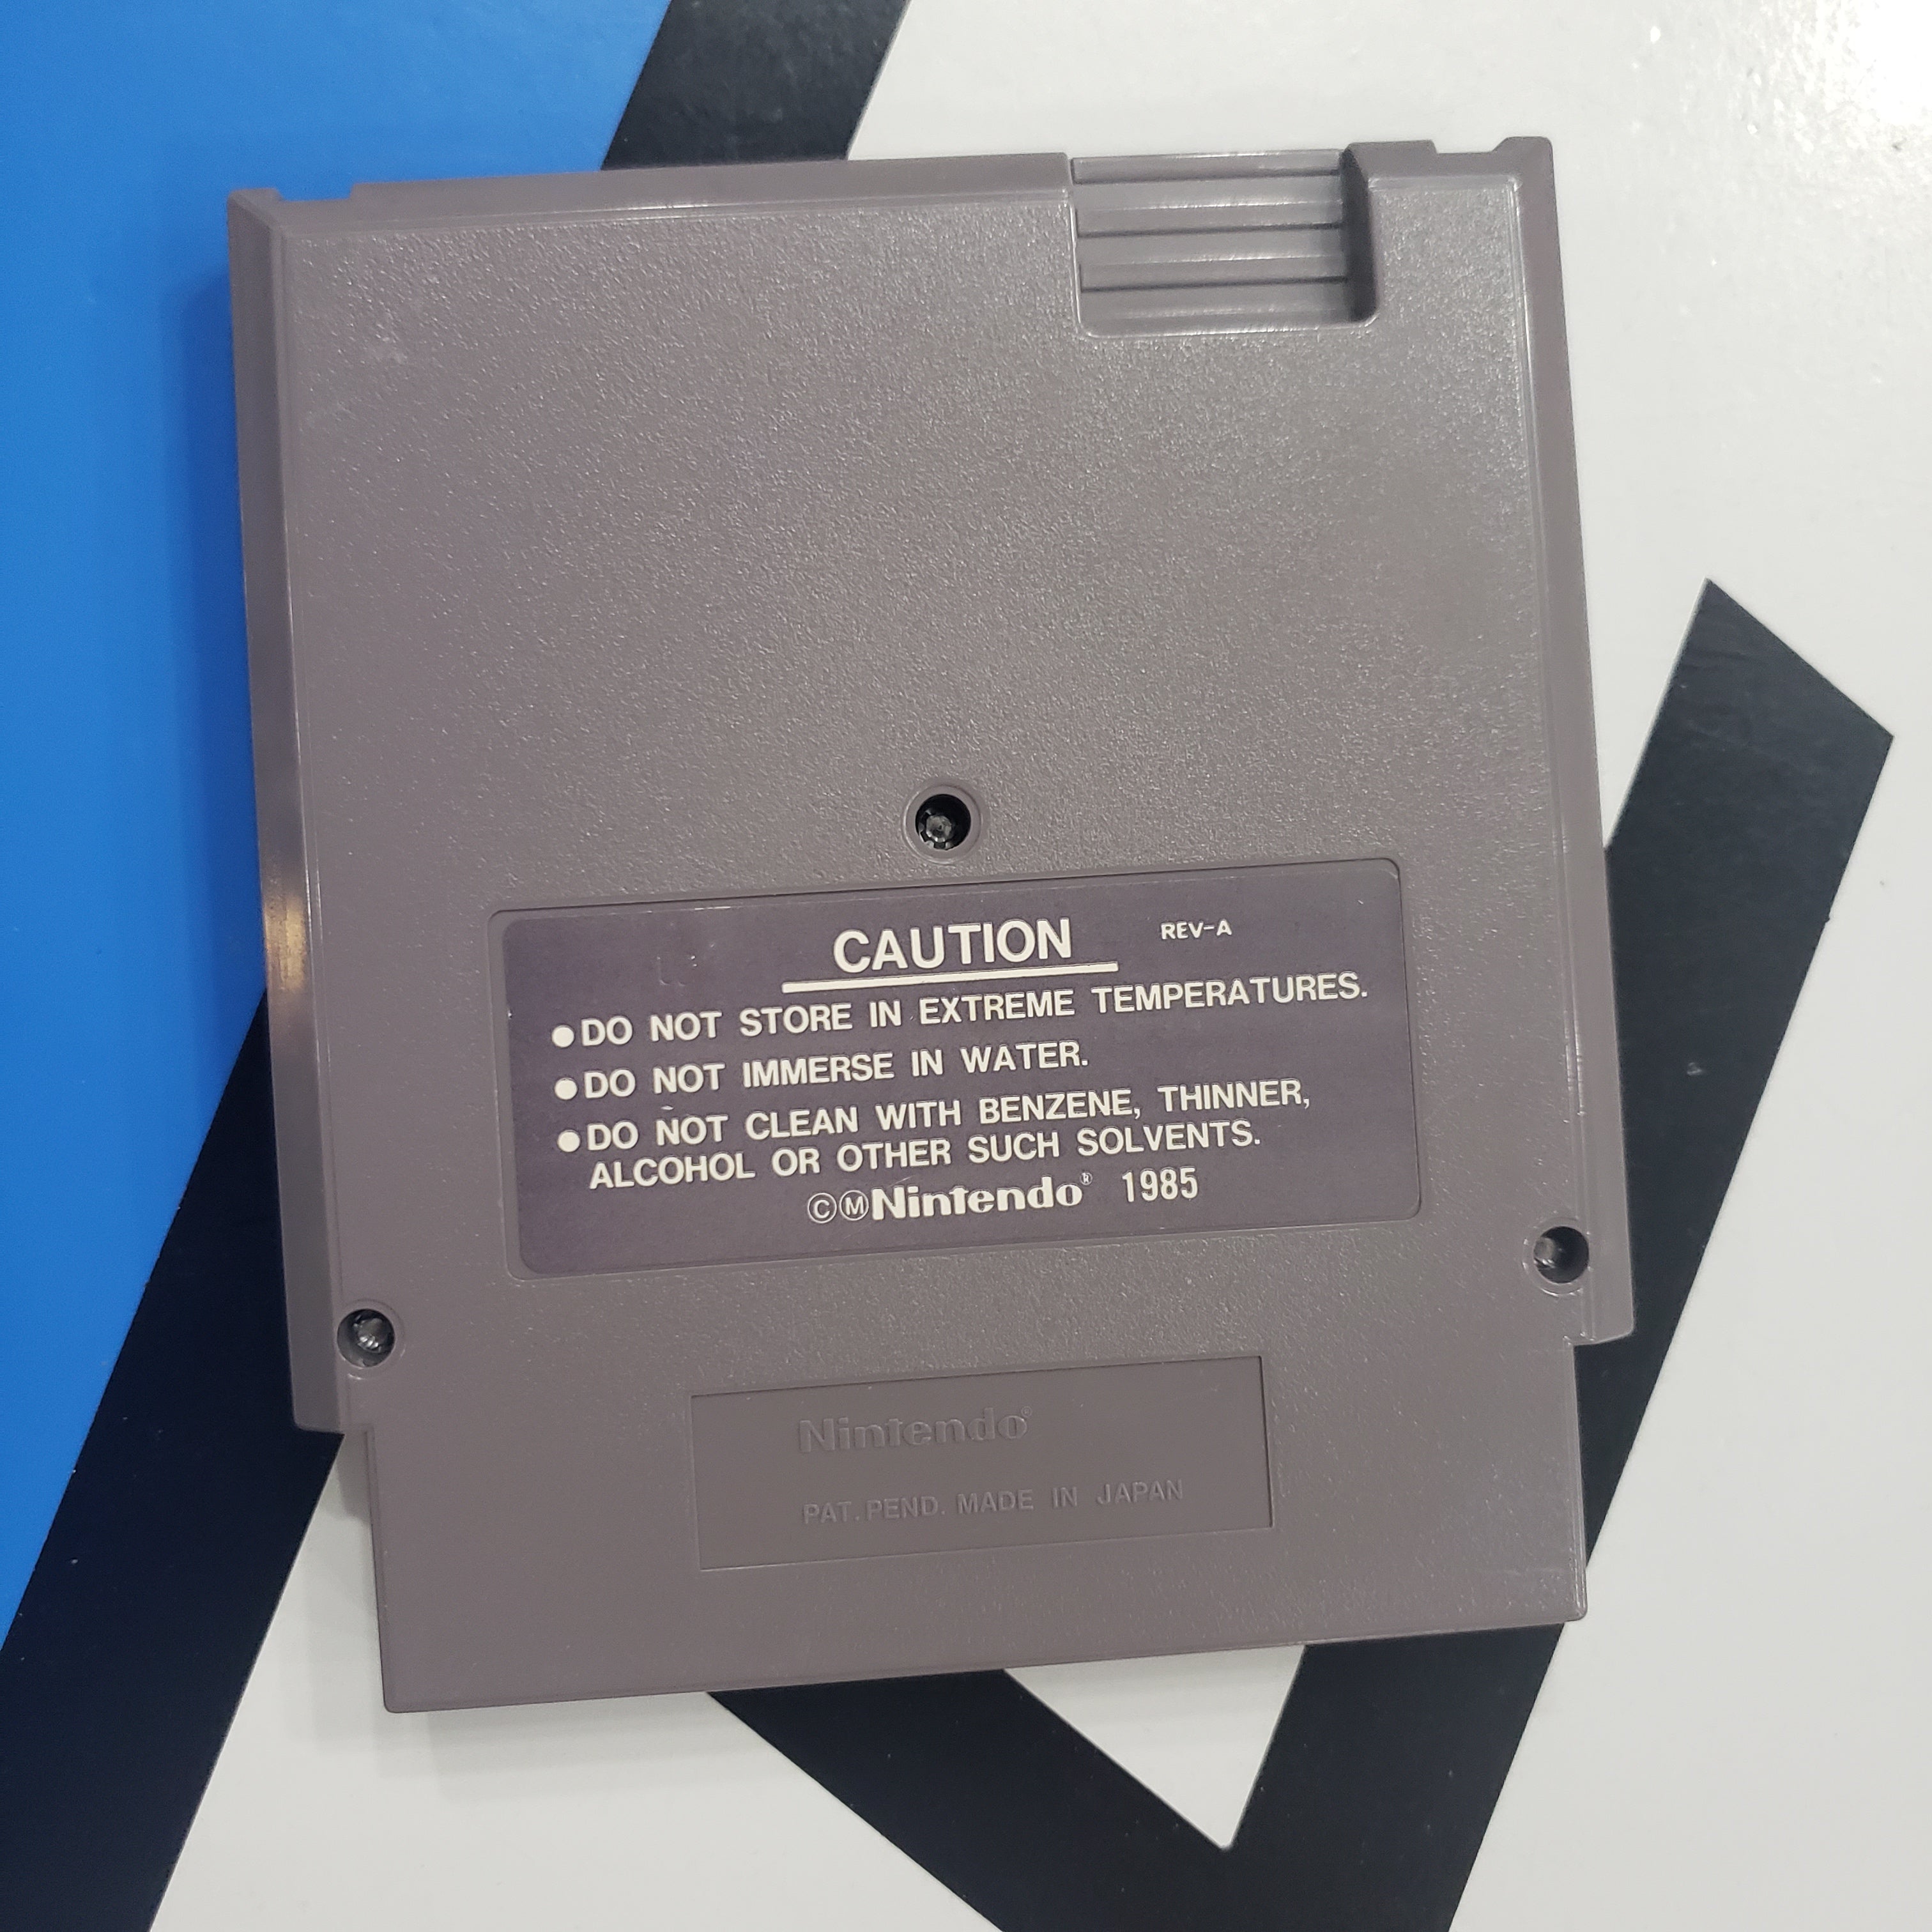 CAUTION REV-A
●DO NOT STORE IN EXTREME TEMPERATURES.
●DO NOT IMMERSE IN WATER.
●DO NOT CLEAN WITH BENZENE, THINNER,
ALCOHOL OR OTHER SUCH SOLVENTS.
©ⓂNintendo® 1985
Nintendo®
PAT. PEND. MADE IN JAPAN